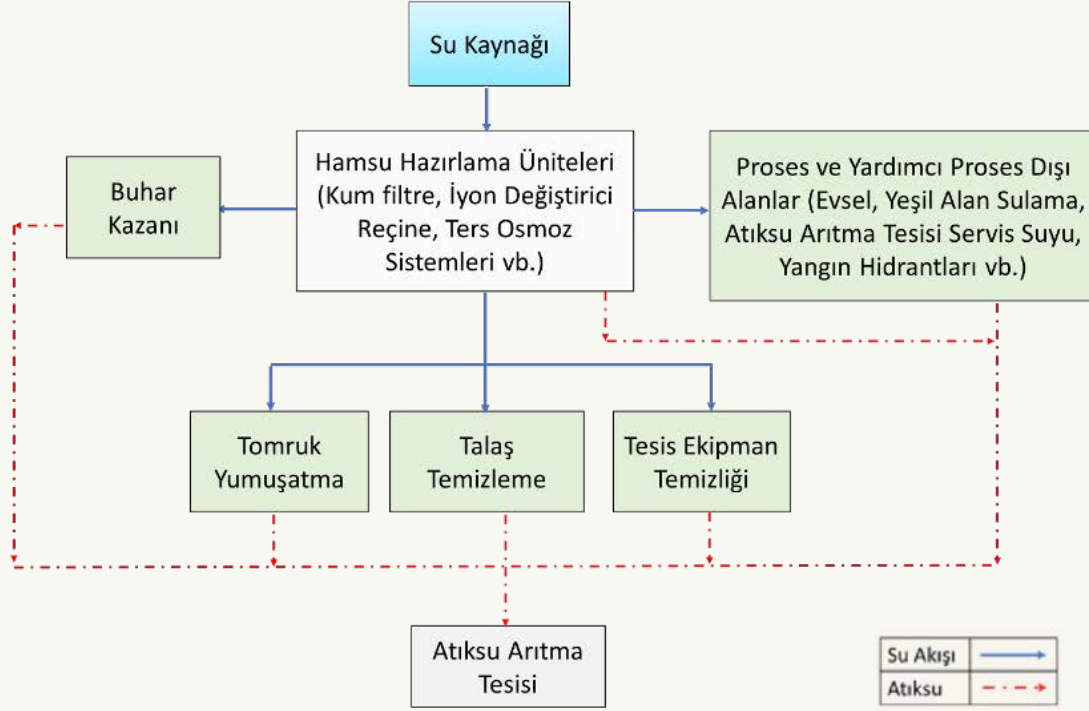 Su Kaynağı
Hamsu Hazırlama Üniteleri
(Kum filtre, İyon Değiştirici
Reçine, Ters Osmoz
Sistemleri vb.)
Buhar
Kazanı
Proses ve Yardımcı Proses Dışı
Alanlar (Evsel, Yeşil Alan Sulama,
Atıksu Arıtma Tesisi Servis Suyu,
Yangın Hidrantları vb.)
Tomruk
Yumuşatma
Talaş
Temizleme
Tesis Ekipman
Temizliği
Atıksu Arıtma
Tesisi
Su Akışı
Atıksu